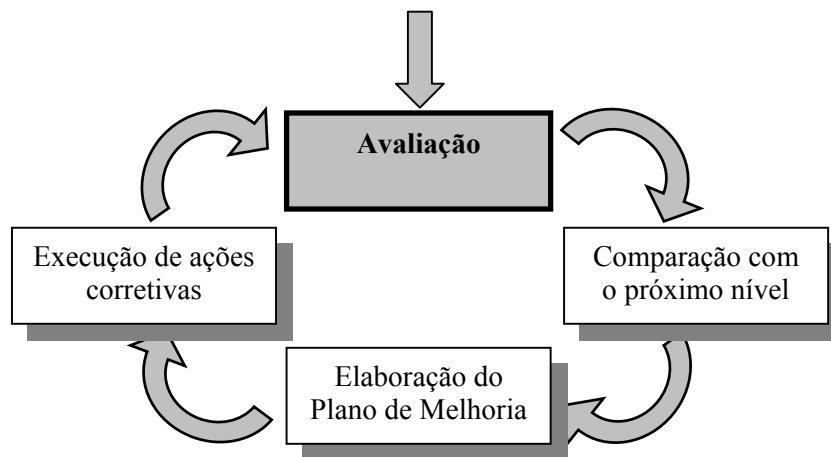 Avaliação
Comparação com
o próximo nível
Elaboração do
Plano de Melhoria
Execução de ações
corretivas